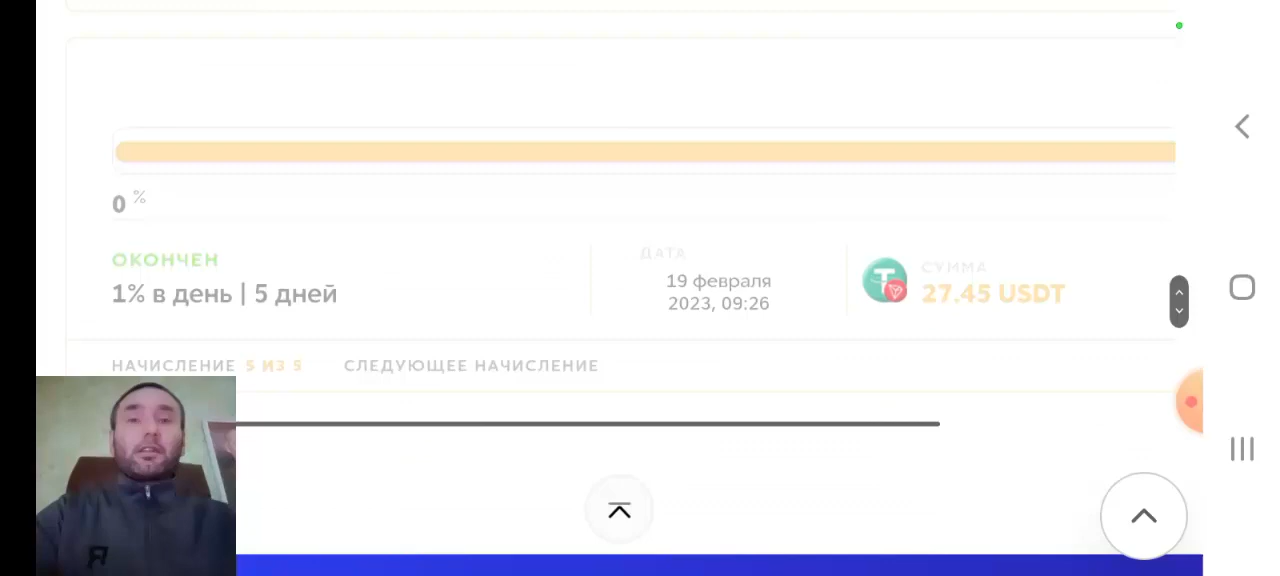 0 %
ОКОНЧЕН
1% в день | 5 дней
ДАТА
19 февраля
2023, 09:26
СУММА
27.45 USDT
НАЧИСЛЕНИЕ 5 ИЗ 5
СЛЕДУЮЩЕЕ НАЧИСЛЕНИЕ